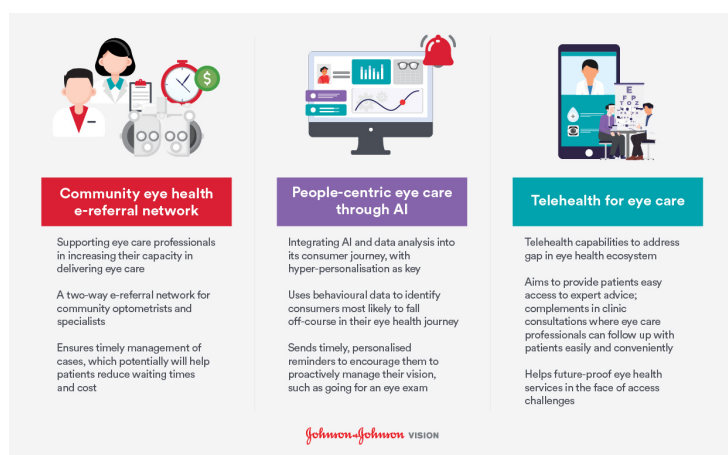 $
E
F P
T O Z
Community eye health
e-referral network
Supporting eye care professionals
in increasing their capacity in
delivering eye care
A two-way e-referral network for
community optometrists and
specialists
Ensures timely management of
cases, which potentially will help
patients reduce waiting times
and cost
People-centric eye care
through AI
Integrating AI and data analysis into
its consumer journey, with
hyper-personalisation as key
Uses behavioural data to identify
consumers most likely to fall
off-course in their eye health journey
Sends timely, personalised
reminders to encourage them to
proactively manage their vision,
such as going for an eye exam
Telehealth for eye care
Telehealth capabilities to address
gap in eye health ecosystem
Aims to provide patients easy
access to expert advice;
complements in clinic
consultations where eye care
professionals can follow up with
patients easily and conveniently
Helps future-proof eye health
services in the face of access
challenges
Johnson & Johnson VISION